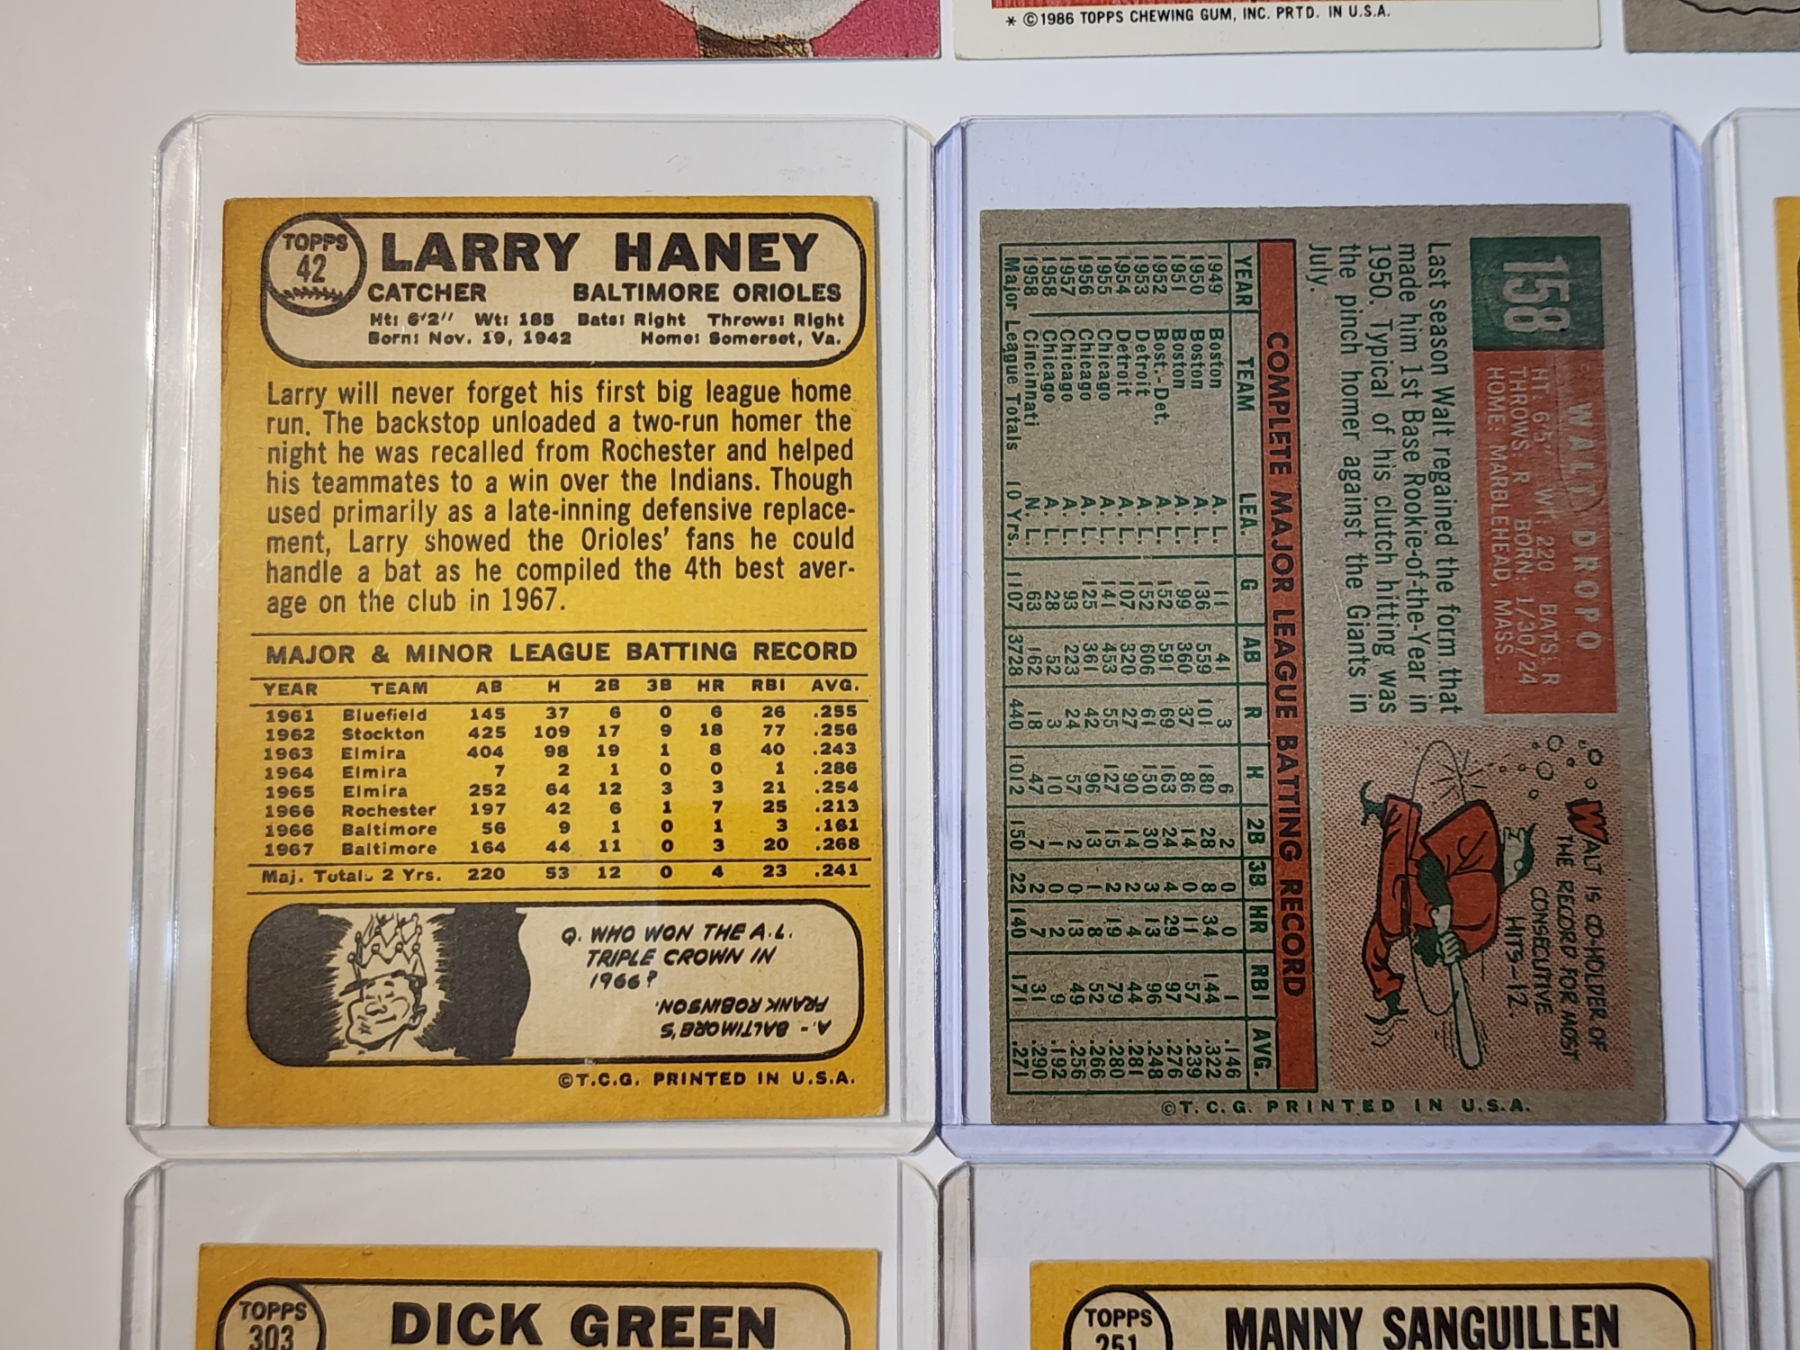 * ©1986 TOPPS CHEWING GUM, INC. PRTD. IN U.S.A.
TOPPS
42
LARRY HANEY
CATCHER BALTIMORE ORIOLES
Ht: 6'2" Wt: 185 Bats: Right Throws: Right
Born: Nov. 19, 1942 Home: Somerset, Va.
Larry will never forget his first big league home
run. The backstop unloaded a two-run homer the
night he was recalled from Rochester and helped
his teammates to a win over the Indians. Though
used primarily as a late-inning defensive replace-
ment, Larry showed the Orioles' fans he could
handle a bat as he compiled the 4th best aver-
age on the club in 1967.
MAJOR & MINOR LEAGUE BATTING RECORD
YEAR TEAM AB H 2B 3B HR RBI AVG.
1961 Bluefield 145 37 6 0 6 26 .255
1962 Stockton 425 109 17 9 18 77 .256
1963 Elmira 404 98 19 1 8 40 .243
1964 Elmira 7 2 1 0 0 1 .286
1965 Elmira 252 64 12 3 3 21 .254
1966 Rochester 197 42 6 1 7 25 .213
1966 Baltimore 56 9 1 0 1 3 .161
1967 Baltimore 164 44 11 0 3 20 .268
Maj. Totals 2 Yrs. 220 53 12 0 4 23 .241
Q. WHO WON THE A.L.
TRIPLE CROWN IN
1966?
A.- BALTIMORE'S
FRANK ROBINSON.
©T.C.G. PRINTED IN U.S.A.
158
WALT DROPO
HT: 6'5" WT: 220 BATS: R
THROWS: R BORN: 1/30/24
HOME: MARBLEHEAD, MASS.
Last season Walt regained the form that
made him 1st Base Rookie-of-the-Year in
1950. Typical of his clutch hitting was
the pinch homer against the Giants in
July.
WALT IS CO-HOLDER OF
THE RECORD FOR MOST
CONSECUTIVE
HITS-12.
COMPLETE MAJOR LEAGUE BATTING RECORD
YEAR TEAM LEA. G AB R H 2B 3B HR RBI AVG.
1949 Boston A. L. 11 41 3 6 2 0 0 1 .146
1950 Boston A. L. 136 559 101 180 28 8 34 144 .322
1951 Boston A. L. 99 360 37 86 14 0 11 57 .239
1952 Bost.-Det. A. L. 152 591 69 163 24 4 29 97 .276
1953 Detroit A. L. 152 606 61 150 30 3 13 96 .248
1954 Detroit A. L. 107 320 27 90 14 2 4 44 .281
1955 Chicago A. L. 141 453 55 127 15 2 19 79 .280
1956 Chicago A. L. 125 361 42 96 13 1 8 52 .266
1957 Chicago A. L. 93 223 24 57 2 0 13 49 .256
1958 Chicago A. L. 28 52 3 10 1 0 2 9 .192
1958 Cincinnati N. L. 63 162 18 47 7 2 7 31 .290
Major League Totals 10 Yrs. 1107 3728 440 1012 150 22 140 171 .271
©T. C. G. PRINTED IN U.S.A.
TOPPS
303
DICK GREEN
TOPPS
251
MANNY SANGUILLEN